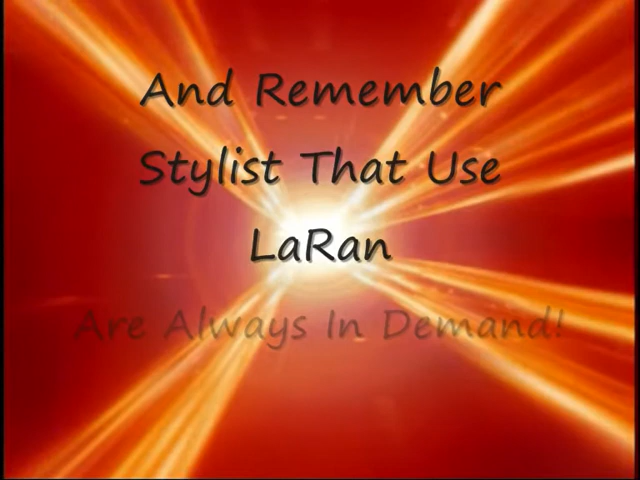 And Remember
Stylist That Use
LaRan
Are Always In Demand!